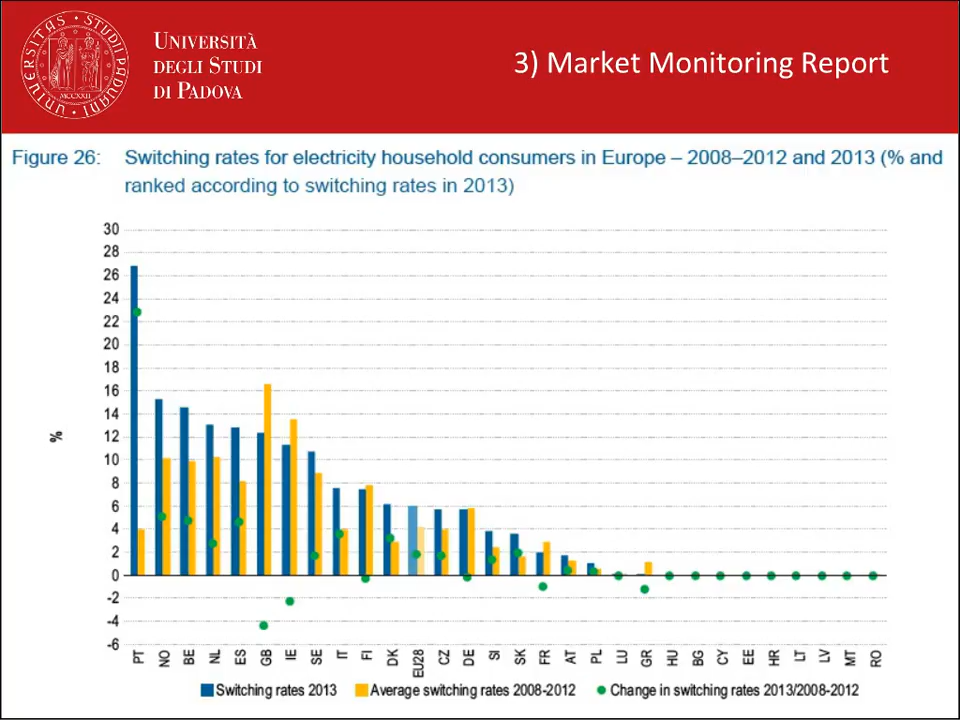 UNIVERSITAS STUDII PADUANI
MCCXXII
UNIVERSITÀ
DEGLI STUDI
DI PADOVA
3) Market Monitoring Report
Figure 26: Switching rates for electricity household consumers in Europe – 2008–2012 and 2013 (% and
ranked according to switching rates in 2013)
30
28
26
24
22
20
18
16
14
12
10
8
6
4
2
0
-2
-4
-6
%
PT NO BE NL ES GB IE SE IT FI DK EU28 CZ DE SI SK FR AT PL LU GR HU BG CY EE HR LT LV MT RO
Switching rates 2013 Average switching rates 2008-2012 Change in switching rates 2013/2008-2012